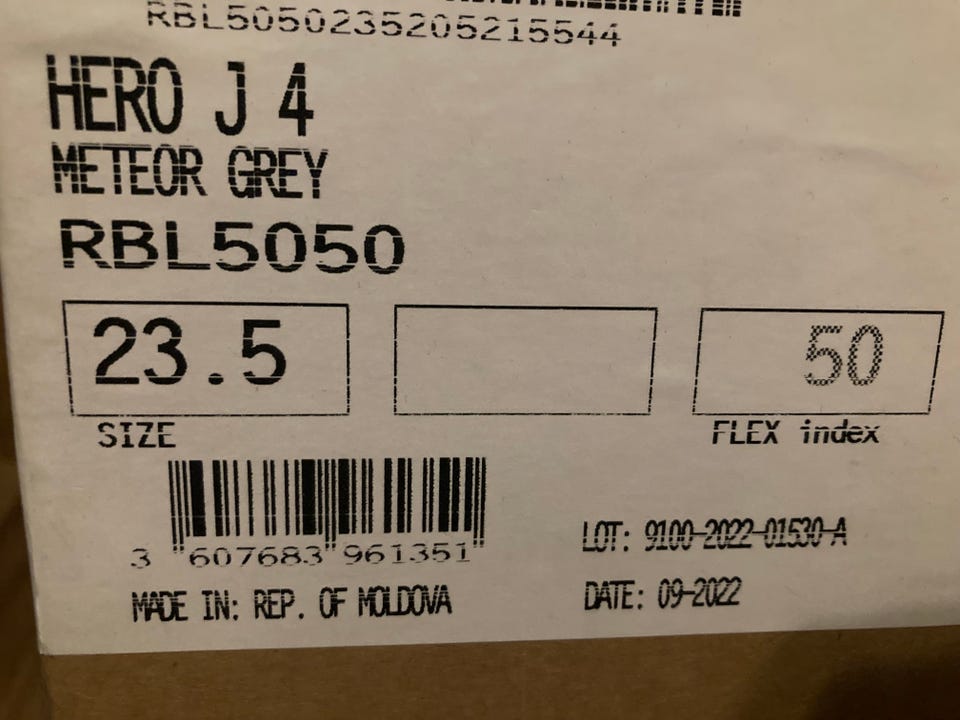 RBL5050235205215544
HERO J 4
METEOR GREY
RBL5050
23.5
50
SIZE
FLEX index
3 607683 961351
LOT: 9100-2022-01530-A
MADE IN: REP. OF MOLDOVA
DATE: 09-2022